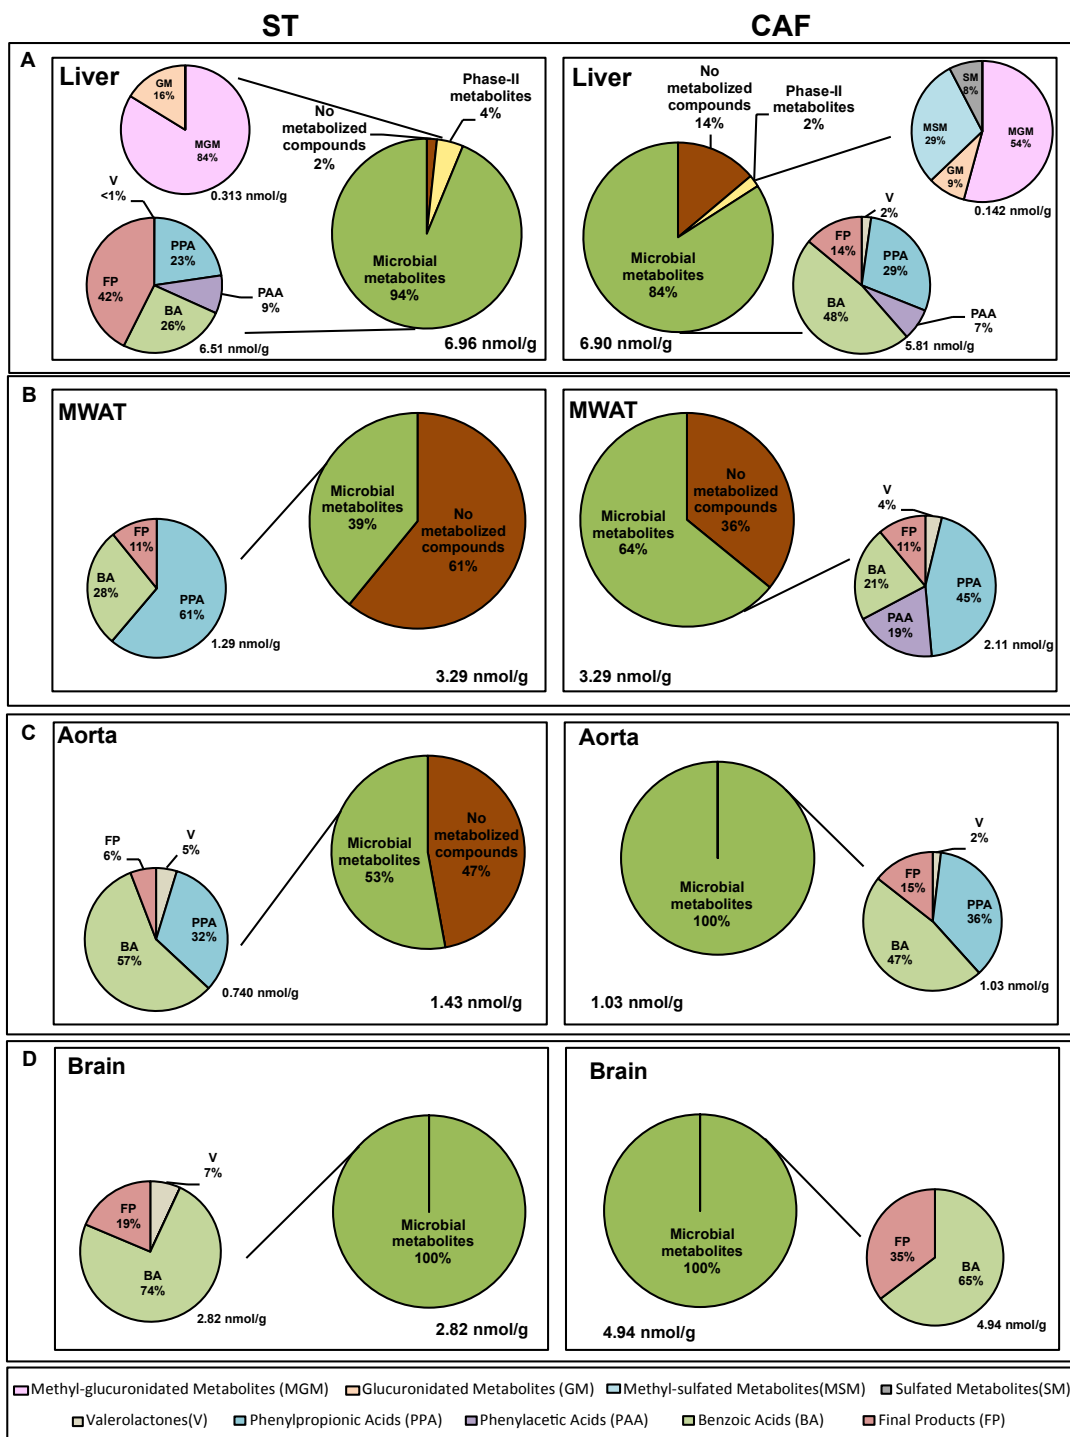 ST
CAF
A
Liver
GM
16%
MGM
84%
0.313 nmol/g
No
metabolized
compounds
2%
Phase-II
metabolites
4%
Microbial
metabolites
94%
V
<1%
PPA
23%
FP
42%
PAA
9%
BA
26%
6.51 nmol/g
6.96 nmol/g
Liver
No
metabolized
compounds
14%
Phase-II
metabolites
2%
SM
8%
MSM
29%
MGM
54%
GM
9%
0.142 nmol/g
Microbial
metabolites
84%
V
2%
FP
14%
PPA
29%
BA
48%
PAA
7%
5.81 nmol/g
6.90 nmol/g
B
MWAT
Microbial
metabolites
39%
No
metabolized
compounds
61%
FP
11%
BA
28%
PPA
61%
1.29 nmol/g
3.29 nmol/g
MWAT
No
metabolized
compounds
36%
Microbial
metabolites
64%
V
4%
FP
11%
BA
21%
PPA
45%
PAA
19%
2.11 nmol/g
3.29 nmol/g
C
Aorta
No
metabolized
compounds
47%
Microbial
metabolites
53%
FP
6%
V
5%
PPA
32%
BA
57%
0.740 nmol/g
1.43 nmol/g
Aorta
Microbial
metabolites
100%
V
2%
FP
15%
PPA
36%
BA
47%
1.03 nmol/g
1.03 nmol/g
D
Brain
V
7%
FP
19%
BA
74%
2.82 nmol/g
Microbial
metabolites
100%
2.82 nmol/g
Brain
Microbial
metabolites
100%
FP
35%
BA
65%
4.94 nmol/g
4.94 nmol/g
Methyl-glucuronidated Metabolites (MGM) Glucuronidated Metabolites (GM) Methyl-sulfated Metabolites(MSM) Sulfated Metabolites(SM)
Valerolactones(V) Phenylpropionic Acids (PPA) Phenylacetic Acids (PAA) Benzoic Acids (BA) Final Products (FP)